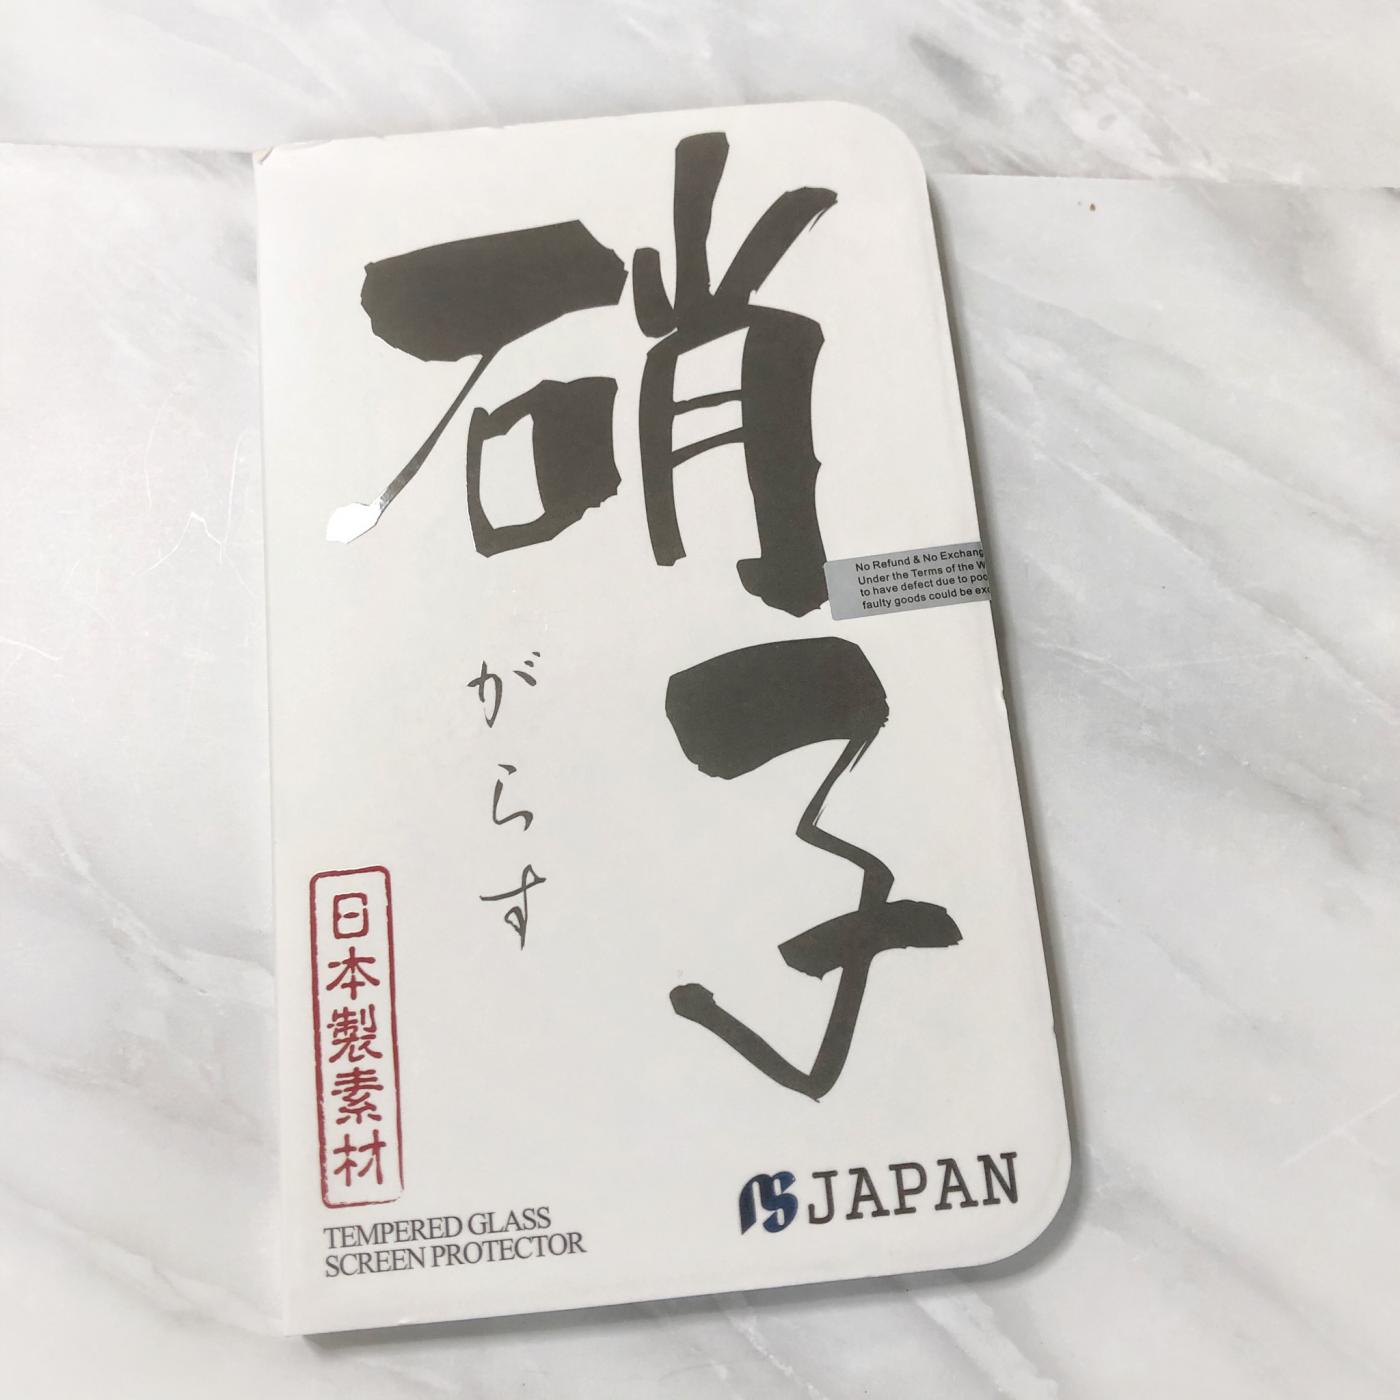 硝子
がらす
日本製素材
No Refund & No Exchang
Under the Terms of the W
to have defect due to poo
faulty goods could be exc
TEMPERED GLASS
SCREEN PROTECTOR
JAPAN